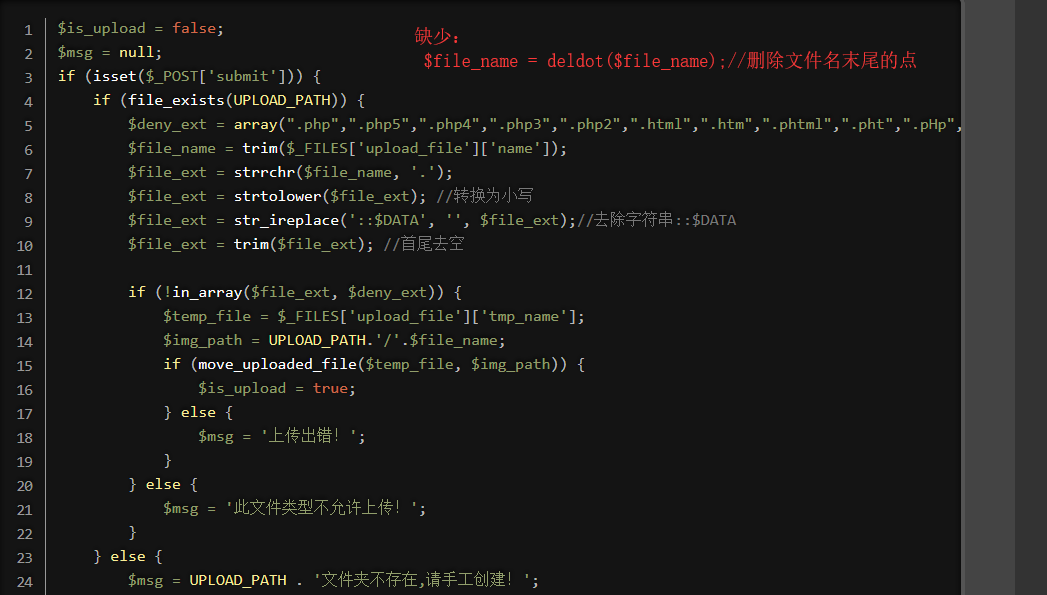 1 $is_upload = false;
缺少:
2 $msg = null;
$file_name = deldot($file_name);//删除文件名末尾的点
3 if (isset($_POST['submit'])) {
4 if (file_exists(UPLOAD_PATH)) {
5 $deny_ext = array(".php",".php5",".php4",".php3",".php2",".html",".htm",".phtml",".pht",".pHp",
6 $file_name = trim($_FILES['upload_file']['name']);
7 $file_ext = strrchr($file_name, '.');
8 $file_ext = strtolower($file_ext); //转换为小写
9 $file_ext = str_ireplace('::$DATA', '', $file_ext);//去除字符串::$DATA
10 $file_ext = trim($file_ext); //首尾去空
11
12 if (!in_array($file_ext, $deny_ext)) {
13 $temp_file = $_FILES['upload_file']['tmp_name'];
14 $img_path = UPLOAD_PATH.'/'.$file_name;
15 if (move_uploaded_file($temp_file, $img_path)) {
16 $is_upload = true;
17 } else {
18 $msg = '上传出错！';
19 }
20 } else {
21 $msg = '此文件类型不允许上传！';
22 }
23 } else {
24 $msg = UPLOAD_PATH . '文件夹不存在,请手工创建！';